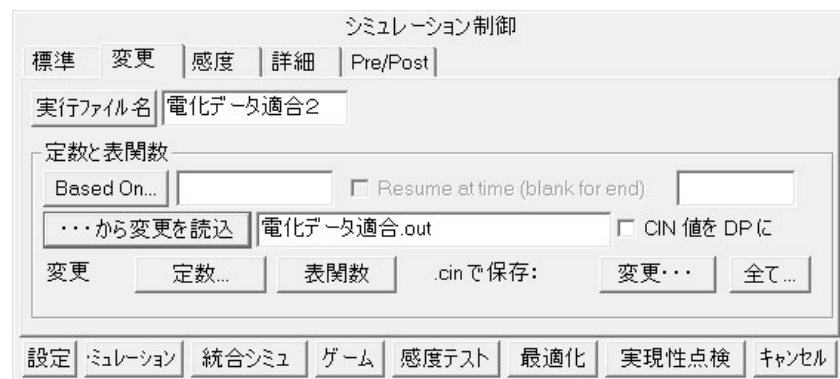 シミュレーション制御
標準 変更 感度 詳細 Pre/Post
実行ファイル名 電化データ適合2
定数と表関数
Based On... Resume at time (blank for end)
・・・から変更を読込 電化データ適合.out CIN 値を DP に
変更 定数... 表関数 .cinで保存: 変更・・・ 全て...
設定 ミュレーション 統合シミュ ゲーム 感度テスト 最適化 実現性点検 キャンセル